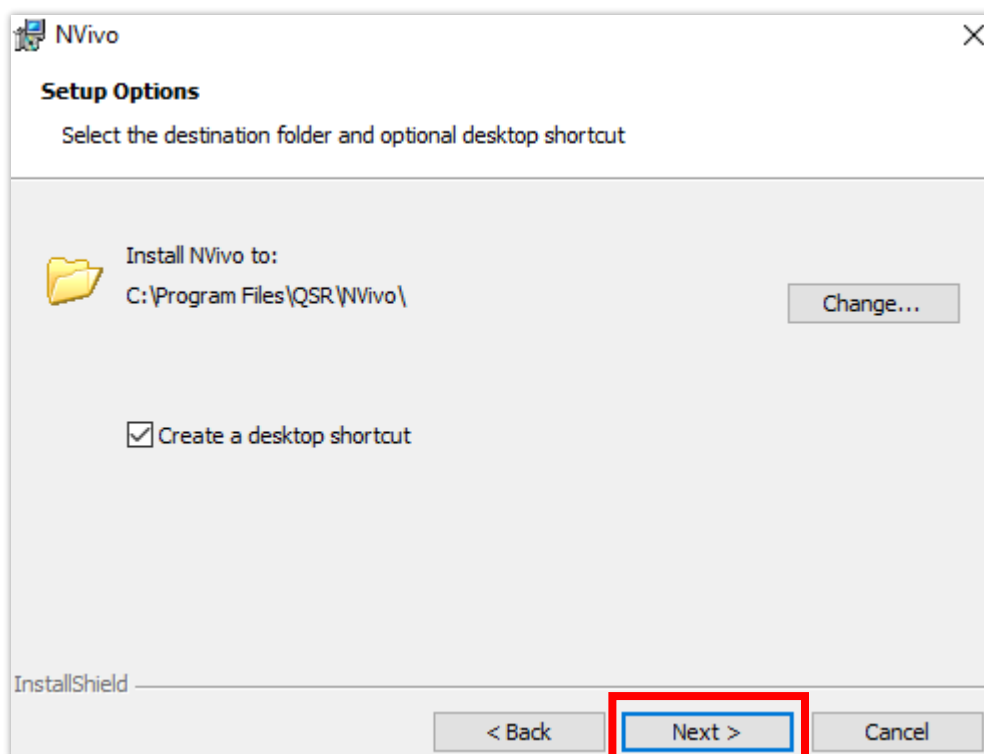 NVivo
Setup Options
Select the destination folder and optional desktop shortcut
Install NVivo to:
C:\Program Files\QSR\NVivo\
Change...
Create a desktop shortcut
InstallShield
< Back
Next >
Cancel